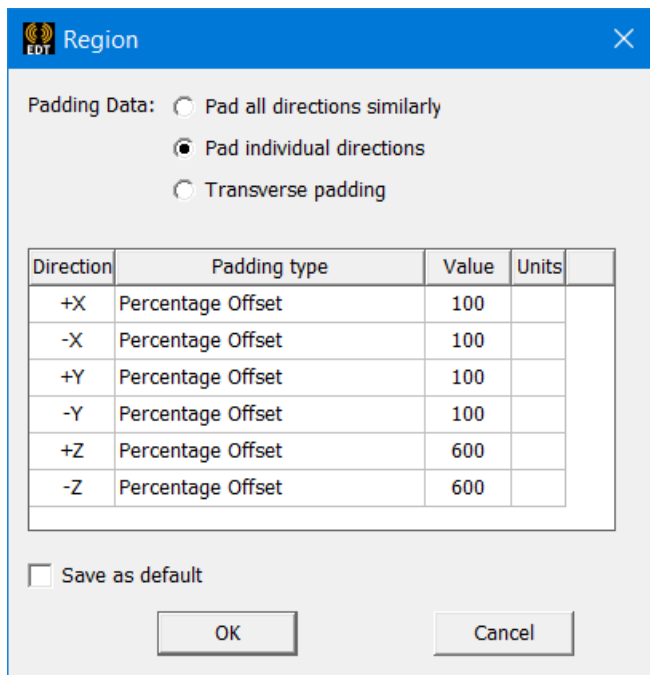 EDT Region
Padding Data: Pad all directions similarly
Pad individual directions
Transverse padding
Direction Padding type Value Units
+X Percentage Offset 100
-X Percentage Offset 100
+Y Percentage Offset 100
-Y Percentage Offset 100
+Z Percentage Offset 600
-Z Percentage Offset 600
Save as default
OK Cancel